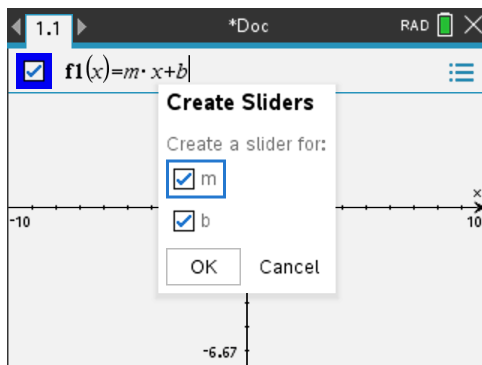 1.1 *Doc RAD
f1(x)=m·x+b
Create Sliders
Create a slider for:
m
b
OK Cancel
x
-10 10
-6.67